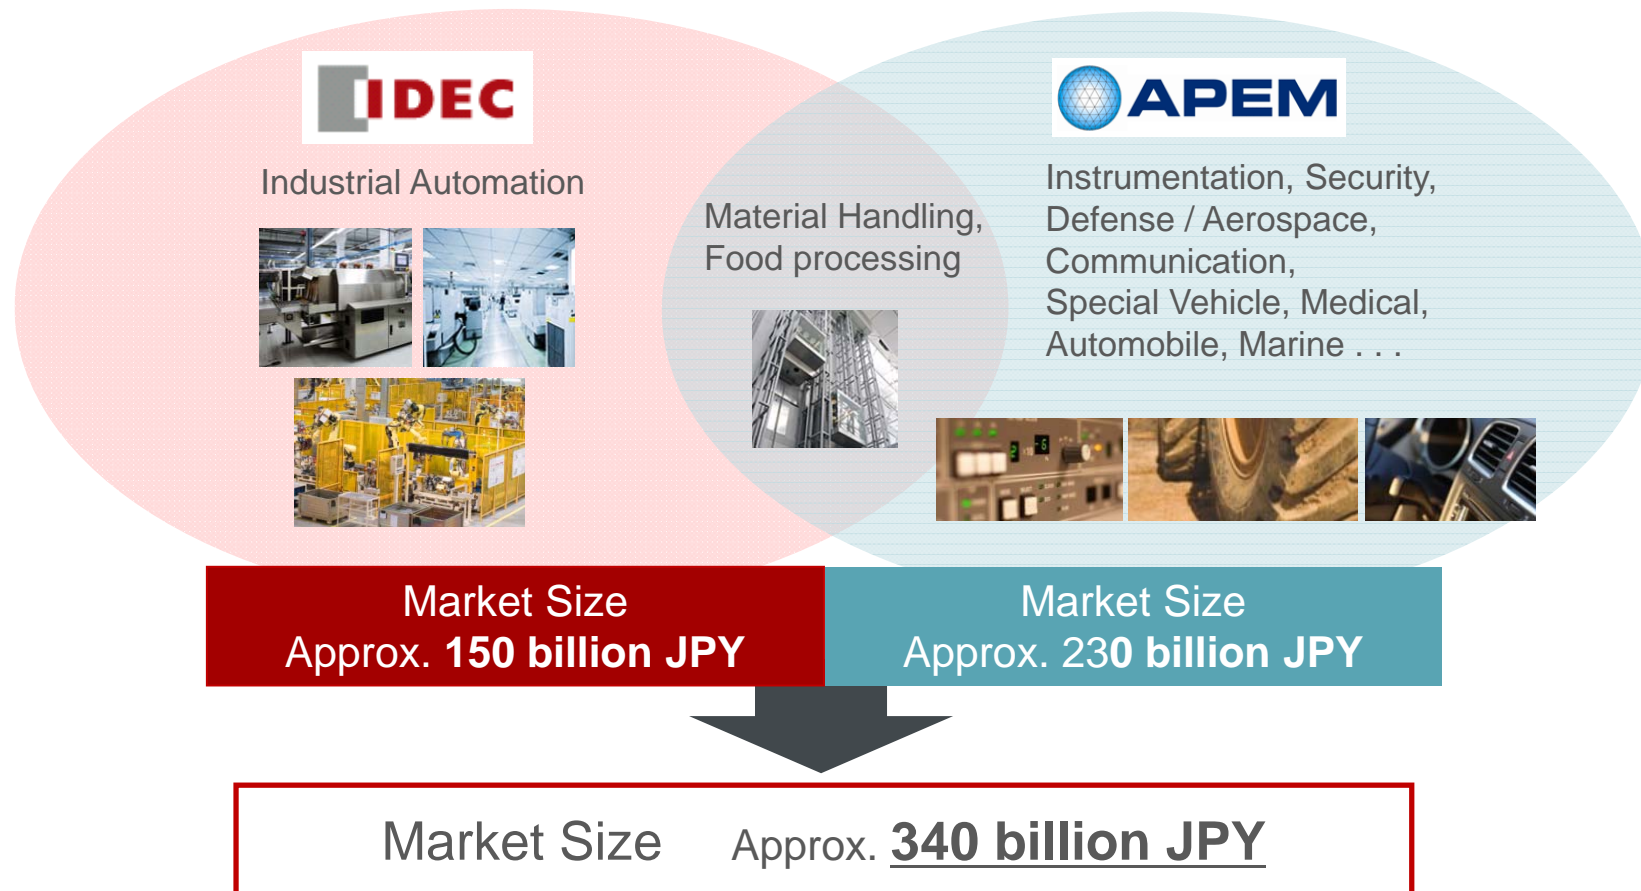 IDEC
Industrial Automation
Material Handling,
Food processing
APEM
Instrumentation, Security,
Defense / Aerospace,
Communication,
Special Vehicle, Medical,
Automobile, Marine . . .
Market Size
Approx. 150 billion JPY
Market Size
Approx. 230 billion JPY
Market Size Approx. 340 billion JPY